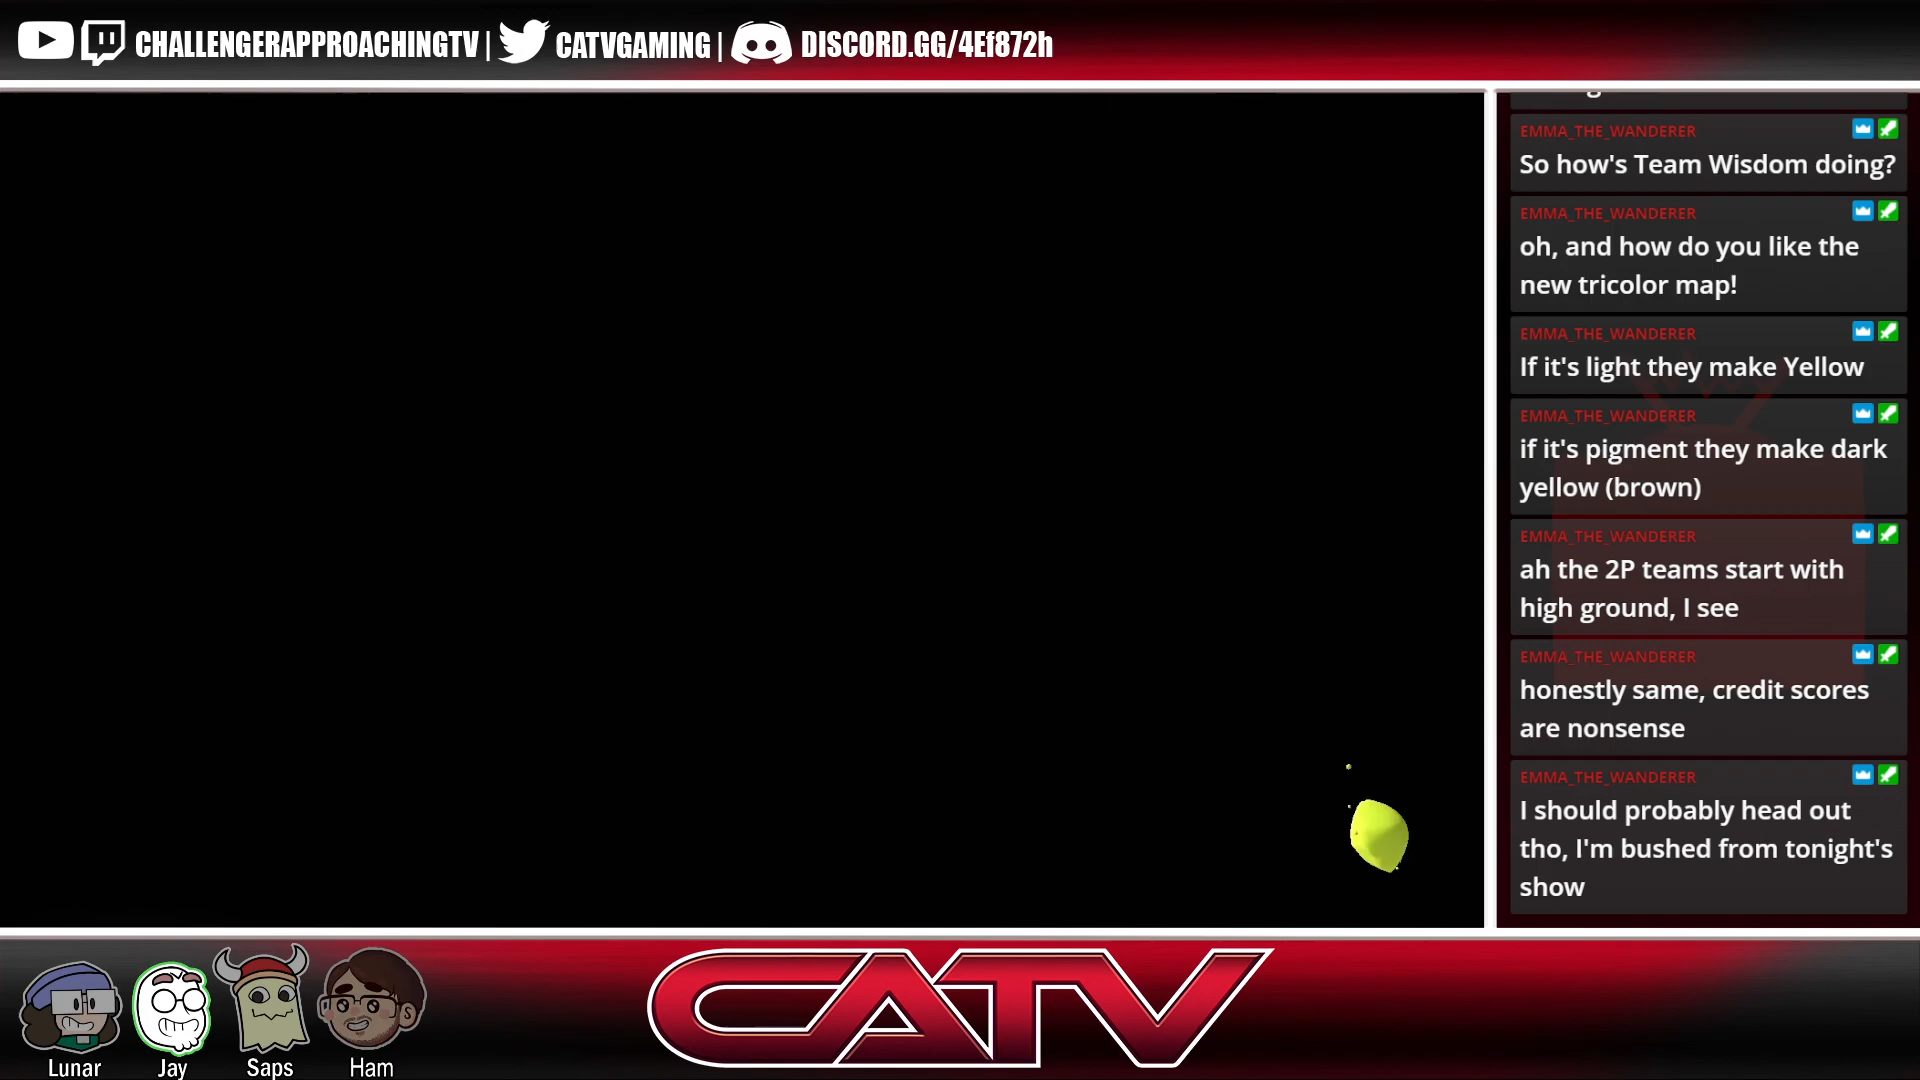 CHALLENGERAPPROACHINGTV | CATVGAMING | DISCORD.GG/4Ef872h
EMMA_THE_WANDERER
So how's Team Wisdom doing?
EMMA_THE_WANDERER
oh, and how do you like the
new tricolor map!
EMMA_THE_WANDERER
If it's light they make Yellow
EMMA_THE_WANDERER
if it's pigment they make dark
yellow (brown)
EMMA_THE_WANDERER
ah the 2P teams start with
high ground, I see
EMMA_THE_WANDERER
honestly same, credit scores
are nonsense
EMMA_THE_WANDERER
I should probably head out
tho, I'm bushed from tonight's
show
CATV
Lunar
Jay
Saps
Ham